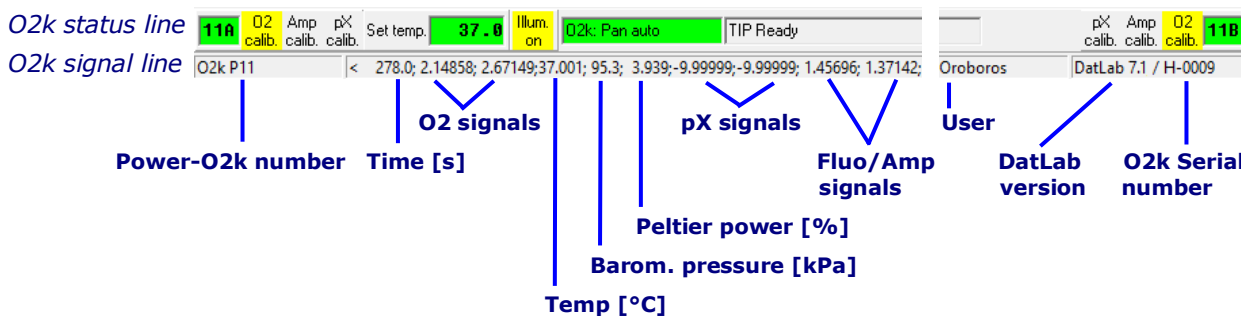 O2k status line 11A O2 calib. Amp calib. pX calib. Set temp. 37.0 Illum. on O2k: Pan auto TIP Ready pX calib. Amp calib. O2 calib. 11B
O2k signal line O2k P11 < 278.0; 2.14858; 2.67149;37.001; 95.3; 3.939;-9.99999;-9.99999; 1.45696; 1.37142; Oroboros DatLab 7.1 / H-0009
O2 signals pX signals User
Power-O2k number Time [s] Fluo/Amp signals DatLab version O2k Serial number
Peltier power [%]
Barom. pressure [kPa]
Temp [°C]